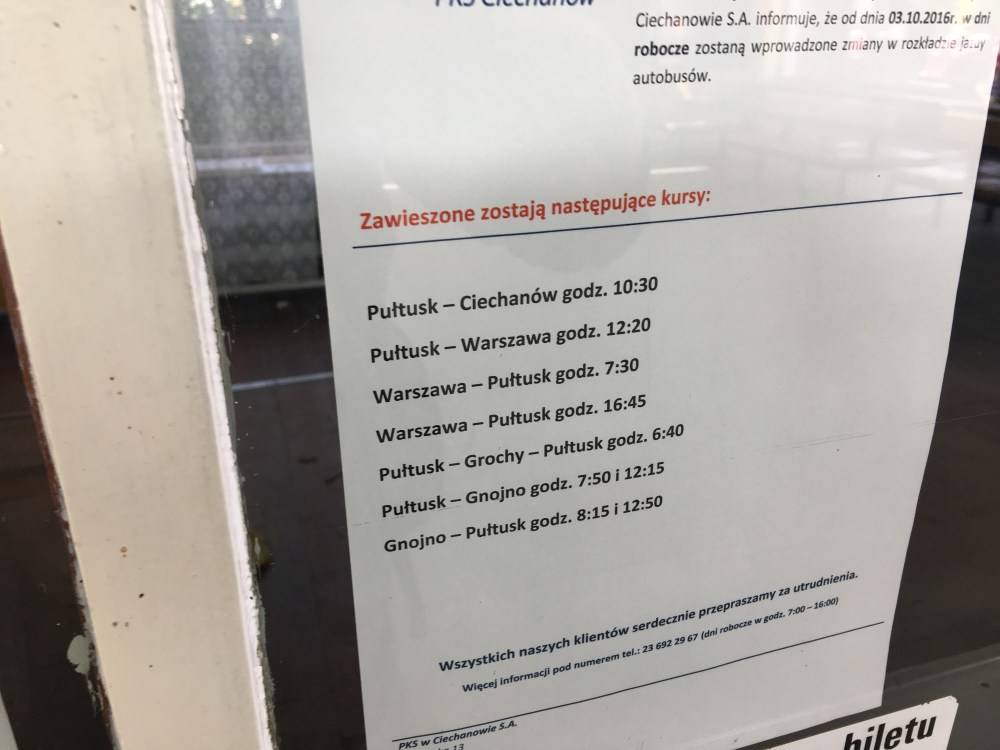 PKS Ciechanów
Ciechanowie S.A. informuje, że od dnia 03.10.2016r. w dni
robocze zostaną wprowadzone zmiany w rozkładzie jazdy
autobusów.
Zawieszone zostają następujące kursy:
Pułtusk – Ciechanów godz. 10:30
Pułtusk – Warszawa godz. 12:20
Warszawa – Pułtusk godz. 7:30
Warszawa – Pułtusk godz. 16:45
Pułtusk – Grochy – Pułtusk godz. 6:40
Pułtusk – Gnojno godz. 7:50 i 12:15
Gnojno – Pułtusk godz. 8:15 i 12:50
Wszystkich naszych klientów serdecznie przepraszamy za utrudnienia.
Więcej informacji pod numerem tel.: 23 692 29 67 (dni robocze w godz. 7:00 – 16:00)
PKS w Ciechanowie S.A.
13
biletu